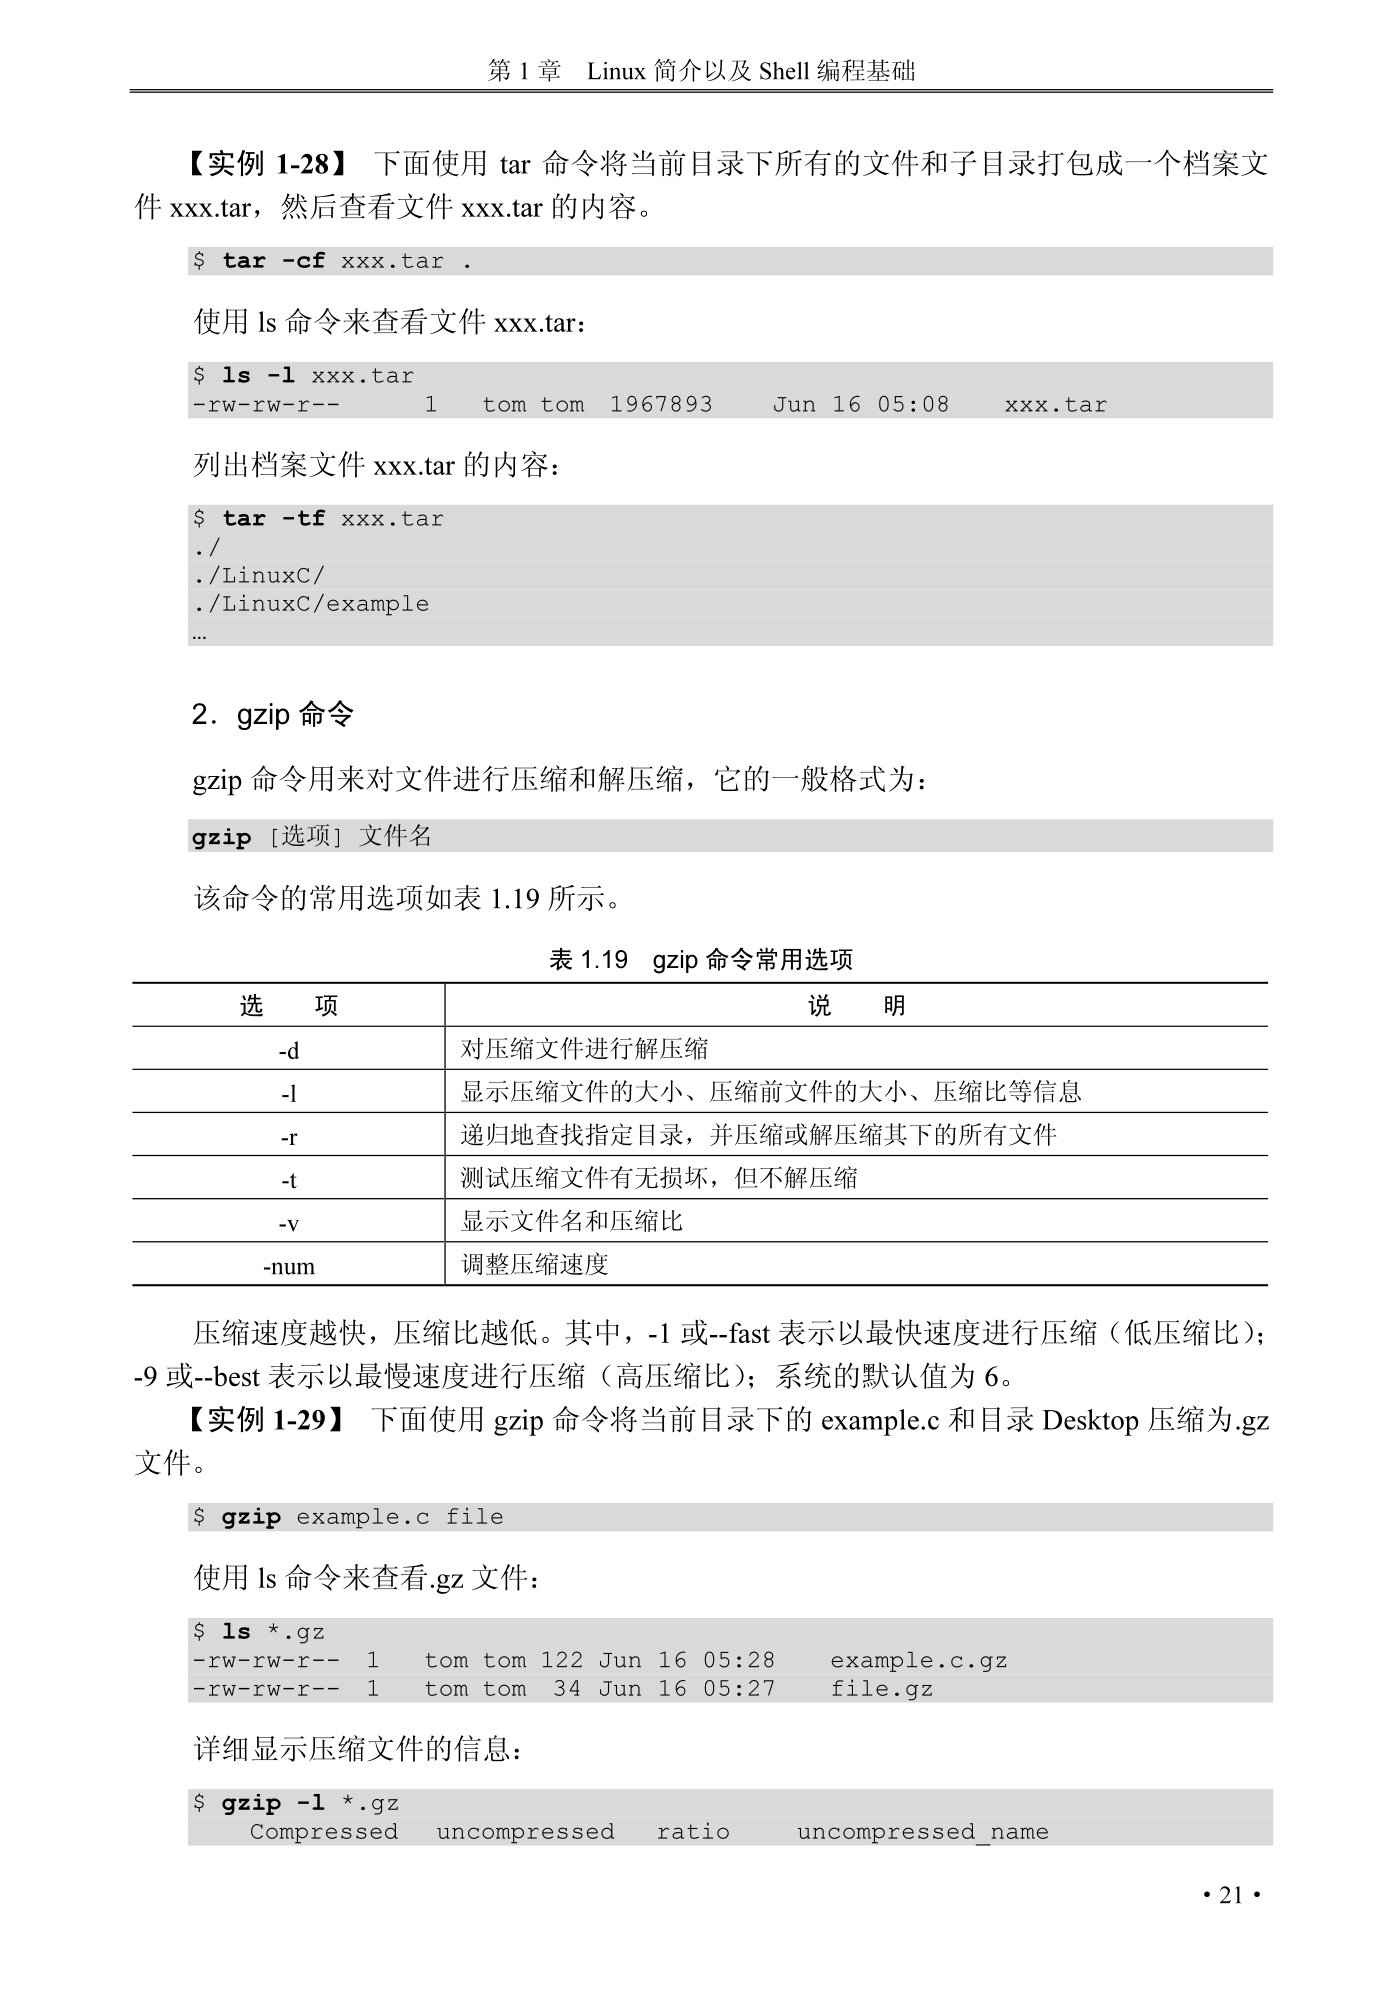 第 1 章　Linux 简介以及 Shell 编程基础
【实例 1-28】 下面使用 tar 命令将当前目录下所有的文件和子目录打包成一个档案文
件 xxx.tar，然后查看文件 xxx.tar 的内容。
$ tar -cf xxx.tar .
使用 ls 命令来查看文件 xxx.tar：
$ ls -l xxx.tar
-rw-rw-r-- 1 tom tom 1967893 Jun 16 05:08 xxx.tar
列出档案文件 xxx.tar 的内容：
$ tar -tf xxx.tar
./
./LinuxC/
./LinuxC/example
…
2．gzip 命令
gzip 命令用来对文件进行压缩和解压缩，它的一般格式为：
gzip [选项] 文件名
该命令的常用选项如表 1.19 所示。
表 1.19　gzip 命令常用选项
选　　项 说　　明
-d 对压缩文件进行解压缩
-l 显示压缩文件的大小、压缩前文件的大小、压缩比等信息
-r 递归地查找指定目录，并压缩或解压缩其下的所有文件
-t 测试压缩文件有无损坏，但不解压缩
-v 显示文件名和压缩比
-num 调整压缩速度
压缩速度越快，压缩比越低。其中，-1 或--fast 表示以最快速度进行压缩（低压缩比）；
-9 或--best 表示以最慢速度进行压缩（高压缩比）；系统的默认值为 6。
【实例 1-29】 下面使用 gzip 命令将当前目录下的 example.c 和目录 Desktop 压缩为.gz
文件。
$ gzip example.c file
使用 ls 命令来查看.gz 文件：
$ ls *.gz
-rw-rw-r-- 1 tom tom 122 Jun 16 05:28 example.c.gz
-rw-rw-r-- 1 tom tom 34 Jun 16 05:27 file.gz
详细显示压缩文件的信息：
$ gzip -l *.gz
Compressed uncompressed ratio uncompressed_name
·21·